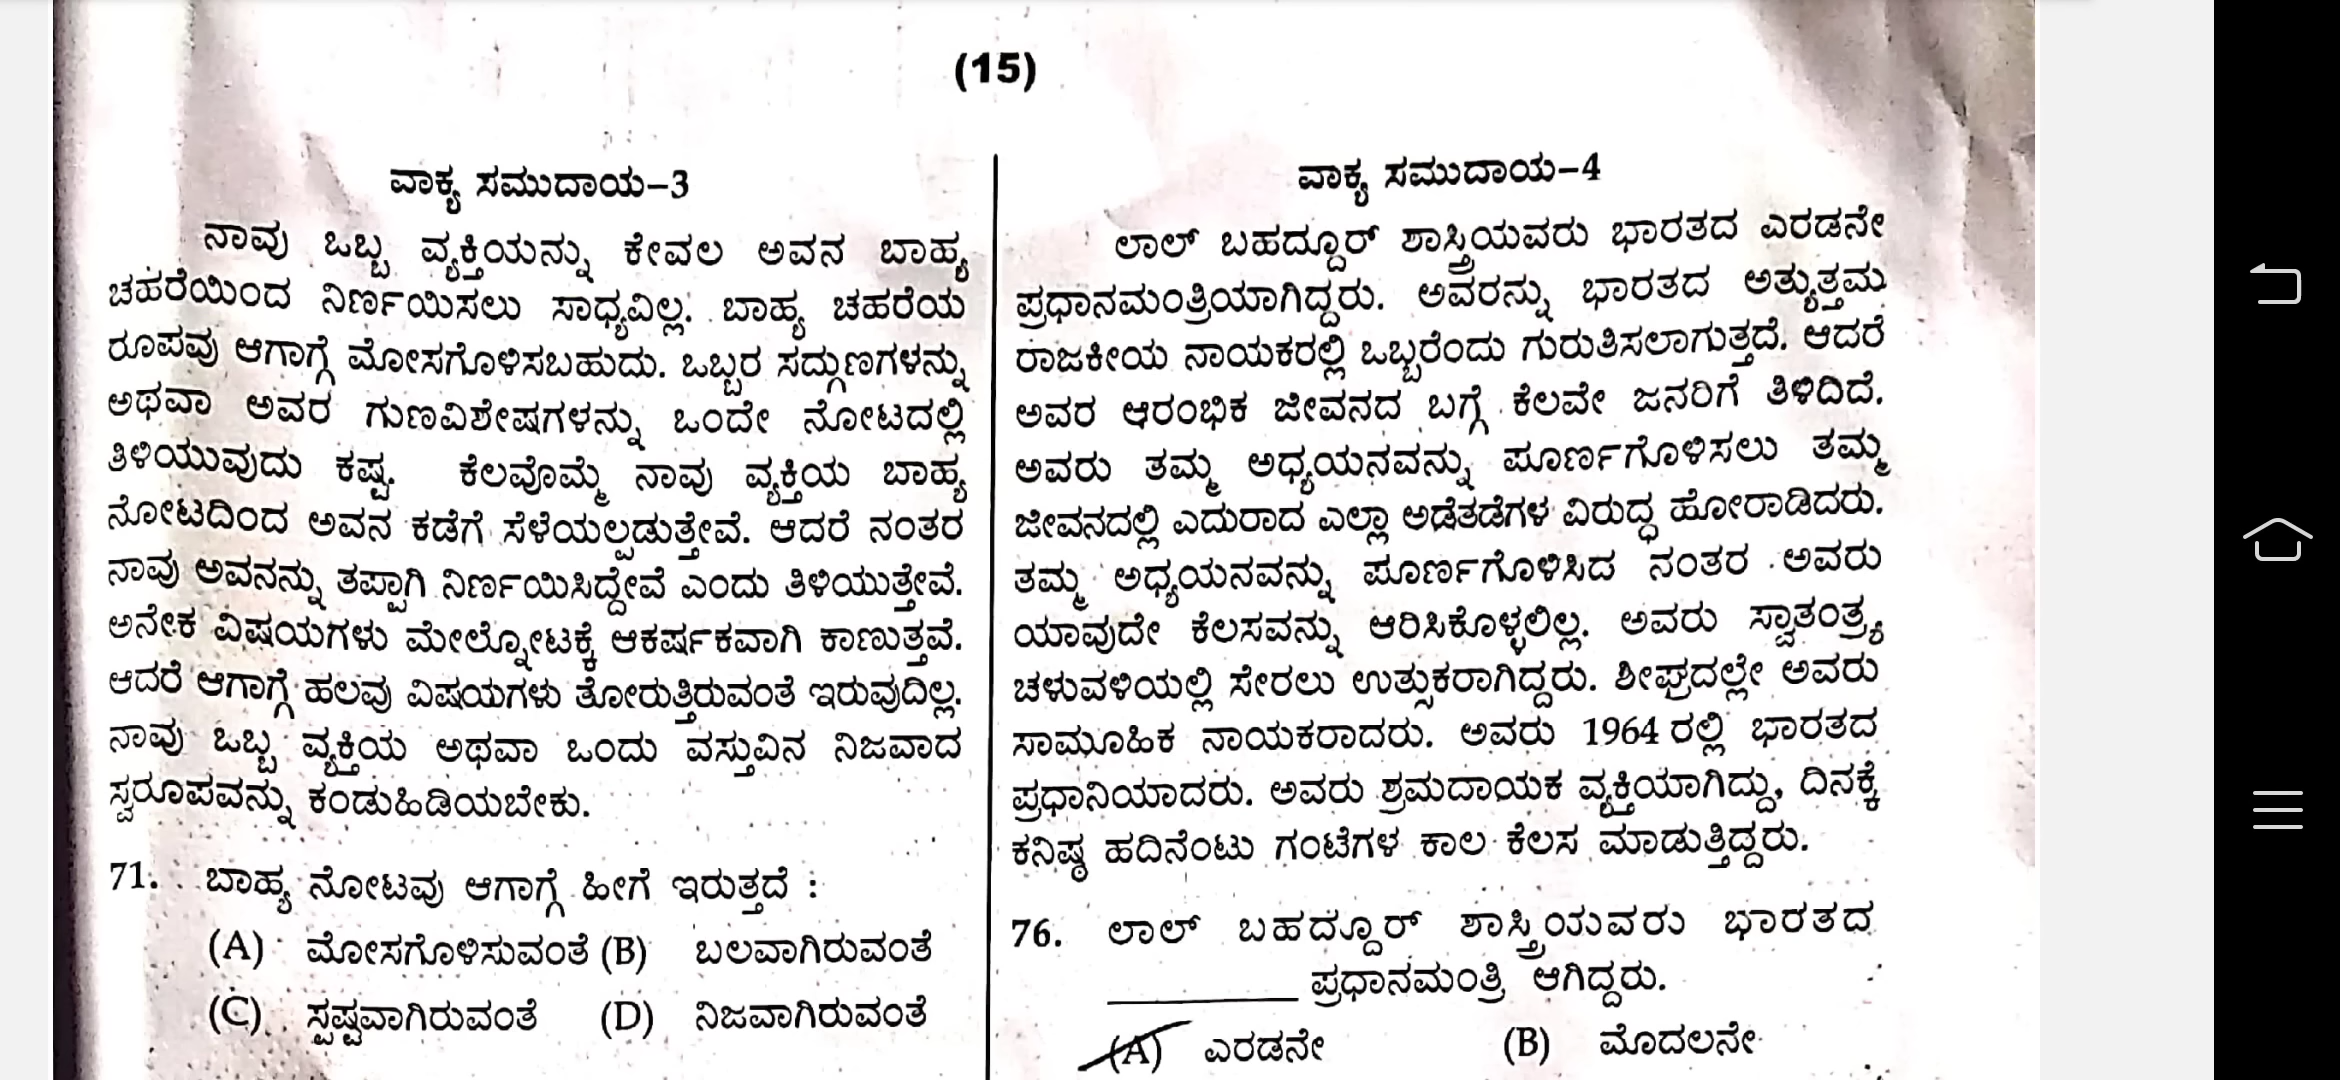 (15)
ವಾಕ್ಯ ಸಮುದಾಯ–3
ನಾವು ಒಬ್ಬ ವ್ಯಕ್ತಿಯನ್ನು ಕೇವಲ ಅವನ ಬಾಹ್ಯ
ಚಹರೆಯಿಂದ ನಿರ್ಣಯಿಸಲು ಸಾಧ್ಯವಿಲ್ಲ. ಬಾಹ್ಯ ಚಹರೆಯ
ರೂಪವು ಆಗಾಗ್ಗೆ ಮೋಸಗೊಳಿಸಬಹುದು. ಒಬ್ಬರ ಸದ್ಗುಣಗಳನ್ನು
ಅಥವಾ ಅವರ ಗುಣವಿಶೇಷಗಳನ್ನು ಒಂದೇ ನೋಟದಲ್ಲಿ
ತಿಳಿಯುವುದು ಕಷ್ಟ. ಕೆಲವೊಮ್ಮೆ ನಾವು ವ್ಯಕ್ತಿಯ ಬಾಹ್ಯ
ನೋಟದಿಂದ ಅವನ ಕಡೆಗೆ ಸೆಳೆಯಲ್ಪಡುತ್ತೇವೆ. ಆದರೆ ನಂತರ
ನಾವು ಅವನನ್ನು ತಪ್ಪಾಗಿ ನಿರ್ಣಯಿಸಿದ್ದೇವೆ ಎಂದು ತಿಳಿಯುತ್ತೇವೆ.
ಅನೇಕ ವಿಷಯಗಳು ಮೇಲ್ನೋಟಕ್ಕೆ ಆಕರ್ಷಕವಾಗಿ ಕಾಣುತ್ತವೆ.
ಆದರೆ ಆಗಾಗ್ಗೆ ಹಲವು ವಿಷಯಗಳು ತೋರುತ್ತಿರುವಂತೆ ಇರುವುದಿಲ್ಲ.
ನಾವು ಒಬ್ಬ ವ್ಯಕ್ತಿಯ ಅಥವಾ ಒಂದು ವಸ್ತುವಿನ ನಿಜವಾದ
ಸ್ವರೂಪವನ್ನು ಕಂಡುಹಿಡಿಯಬೇಕು.
71. ಬಾಹ್ಯ ನೋಟವು ಆಗಾಗ್ಗೆ ಹೀಗೆ ಇರುತ್ತದೆ :
(A) ಮೋಸಗೊಳಿಸುವಂತೆ (B) ಬಲವಾಗಿರುವಂತೆ
(C) ಸ್ಪಷ್ಟವಾಗಿರುವಂತೆ (D) ನಿಜವಾಗಿರುವಂತೆ
ವಾಕ್ಯ ಸಮುದಾಯ–4
ಲಾಲ್ ಬಹದ್ದೂರ್ ಶಾಸ್ತ್ರಿಯವರು ಭಾರತದ ಎರಡನೇ
ಪ್ರಧಾನಮಂತ್ರಿಯಾಗಿದ್ದರು. ಅವರನ್ನು ಭಾರತದ ಅತ್ಯುತ್ತಮ
ರಾಜಕೀಯ ನಾಯಕರಲ್ಲಿ ಒಬ್ಬರೆಂದು ಗುರುತಿಸಲಾಗುತ್ತದೆ. ಆದರೆ
ಅವರ ಆರಂಭಿಕ ಜೀವನದ ಬಗ್ಗೆ ಕೆಲವೇ ಜನರಿಗೆ ತಿಳಿದಿದೆ.
ಅವರು ತಮ್ಮ ಅಧ್ಯಯನವನ್ನು ಪೂರ್ಣಗೊಳಿಸಲು ತಮ್ಮ
ಜೀವನದಲ್ಲಿ ಎದುರಾದ ಎಲ್ಲಾ ಅಡೆತಡೆಗಳ ವಿರುದ್ಧ ಹೋರಾಡಿದರು.
ತಮ್ಮ ಅಧ್ಯಯನವನ್ನು ಪೂರ್ಣಗೊಳಿಸಿದ ನಂತರ ಅವರು
ಯಾವುದೇ ಕೆಲಸವನ್ನು ಆರಿಸಿಕೊಳ್ಳಲಿಲ್ಲ. ಅವರು ಸ್ವಾತಂತ್ರ್ಯ
ಚಳುವಳಿಯಲ್ಲಿ ಸೇರಲು ಉತ್ಸುಕರಾಗಿದ್ದರು. ಶೀಘ್ರದಲ್ಲೇ ಅವರು
ಸಾಮೂಹಿಕ ನಾಯಕರಾದರು. ಅವರು 1964 ರಲ್ಲಿ ಭಾರತದ
ಪ್ರಧಾನಿಯಾದರು. ಅವರು ಶ್ರಮದಾಯಕ ವ್ಯಕ್ತಿಯಾಗಿದ್ದು, ದಿನಕ್ಕೆ
ಕನಿಷ್ಠ ಹದಿನೆಂಟು ಗಂಟೆಗಳ ಕಾಲ ಕೆಲಸ ಮಾಡುತ್ತಿದ್ದರು.
76. ಲಾಲ್ ಬಹದ್ದೂರ್ ಶಾಸ್ತ್ರಿಯವರು ಭಾರತದ
________ ಪ್ರಧಾನಮಂತ್ರಿ ಆಗಿದ್ದರು.
(A) ಎರಡನೇ (B) ಮೊದಲನೇ